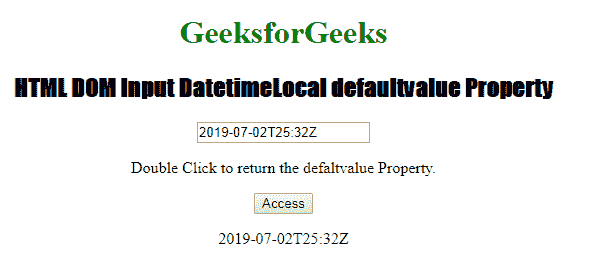 GeeksforGeeks
HTML DOM Input DatetimeLocal defaultvalue Property
2019-07-02T25:32Z
Double Click to return the defaltvalue Property.
Access
2019-07-02T25:32Z